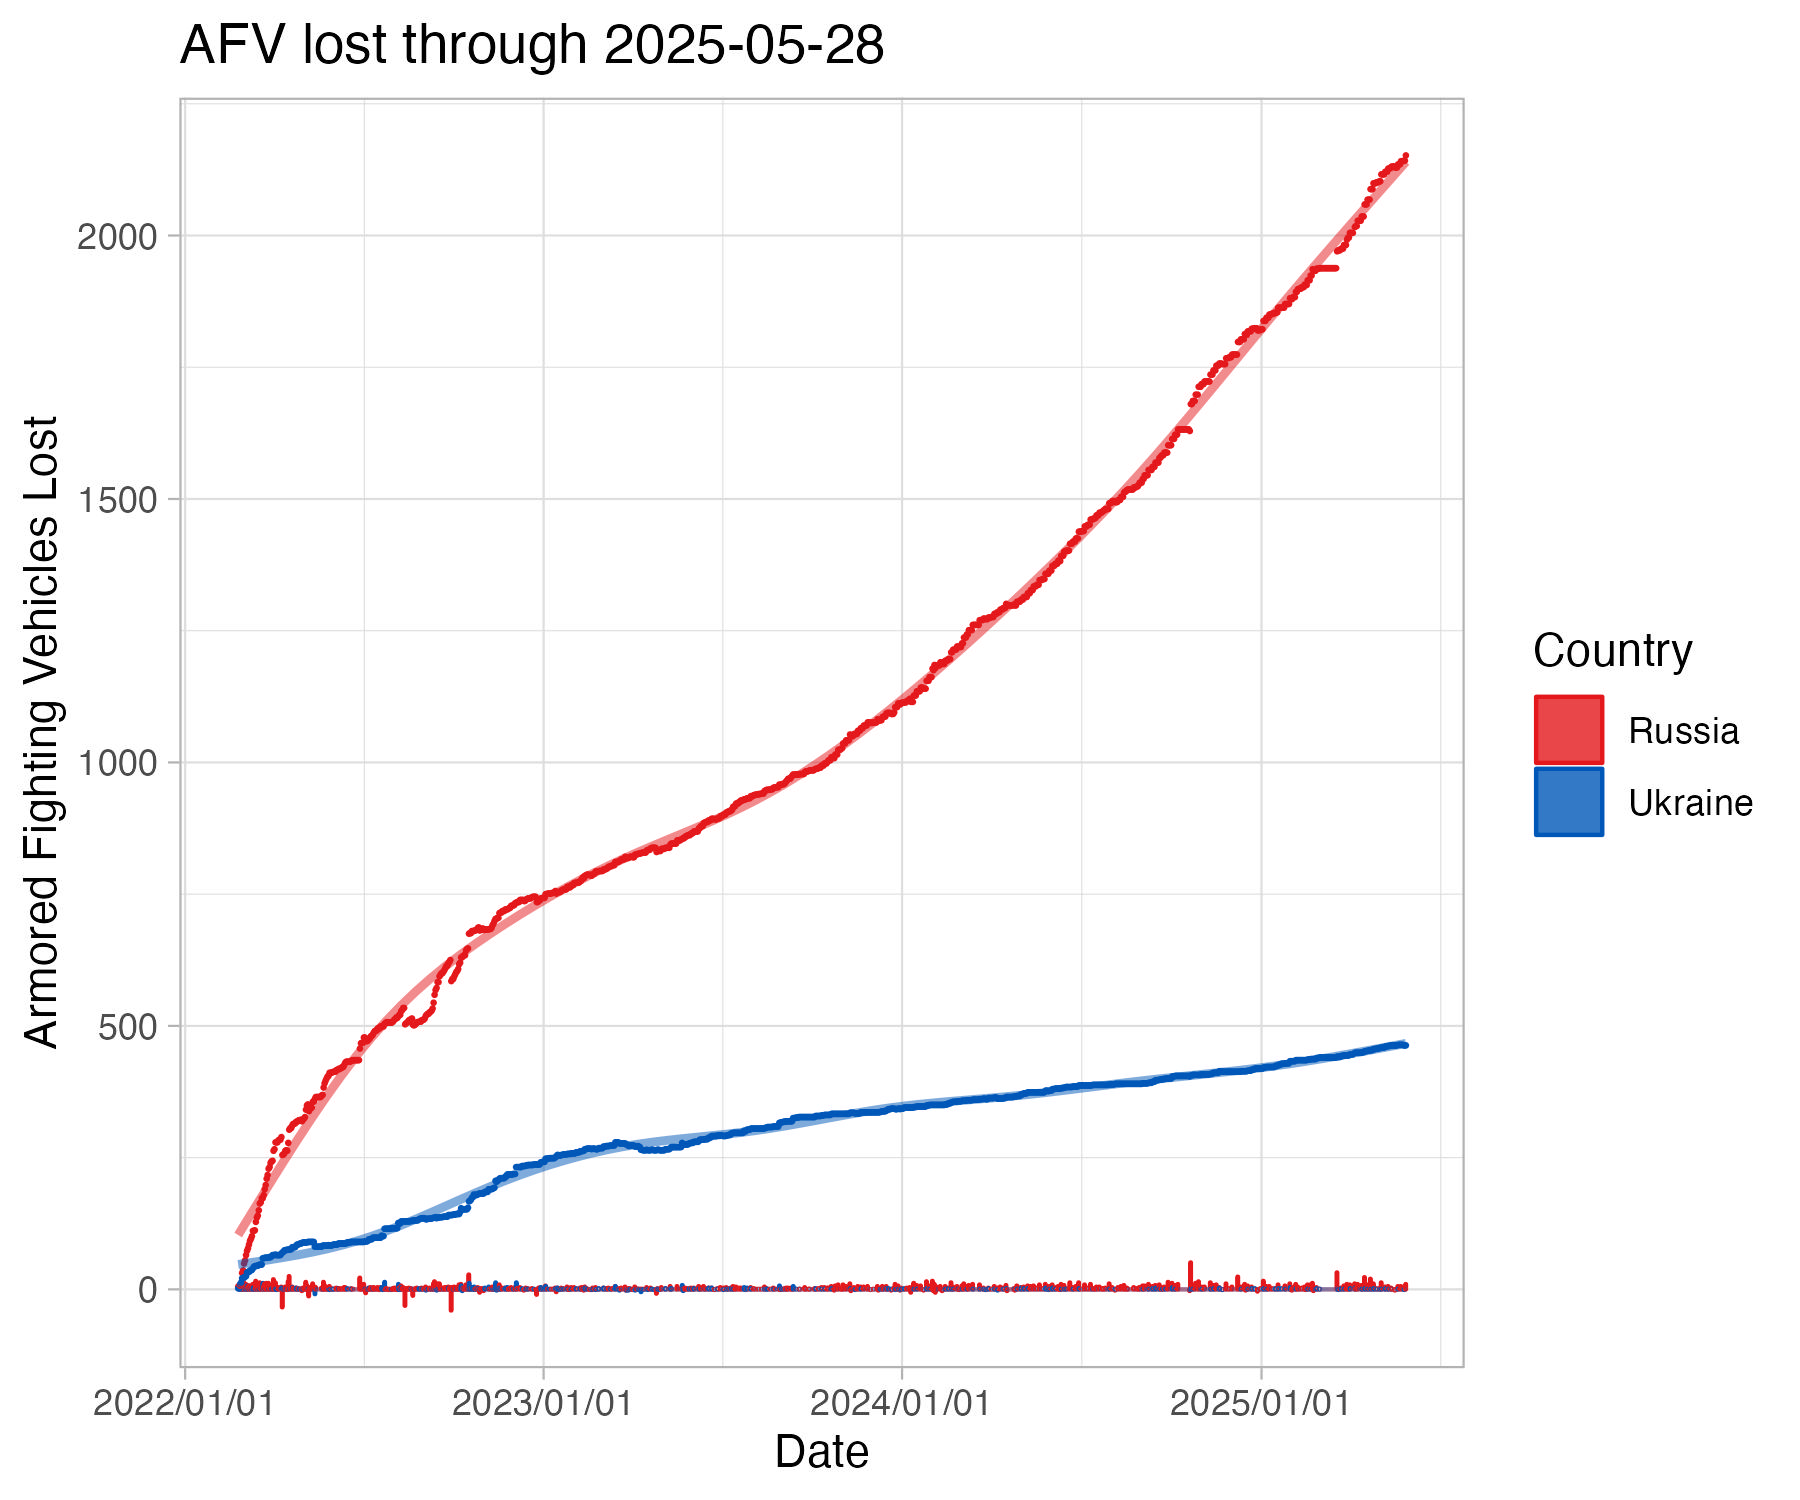 AFV lost through 2025-05-28
Armored Fighting Vehicles Lost
2000
1500
1000
500
0
2022/01/01
2023/01/01
2024/01/01
2025/01/01
Date
Country
Russia
Ukraine